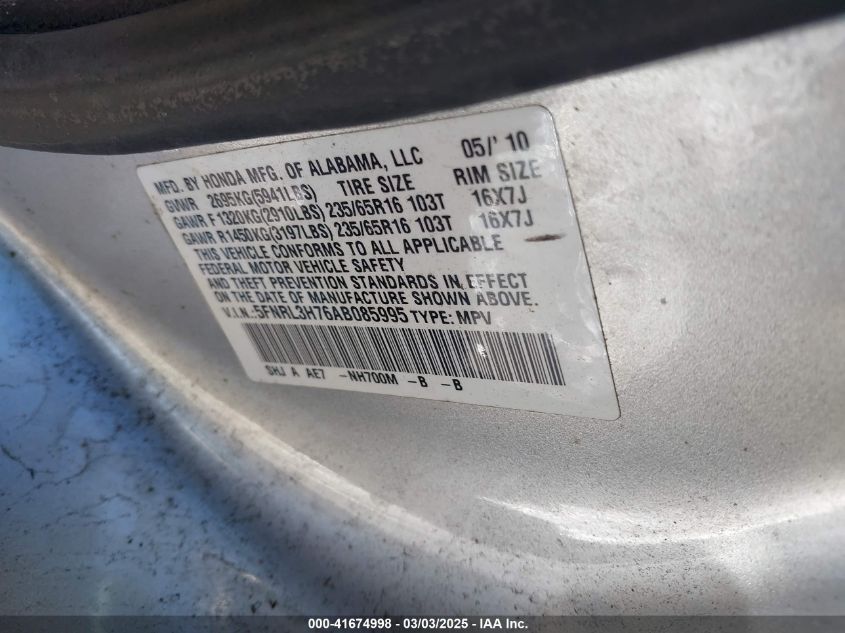 MFD. BY HONDA MFG. OF ALABAMA, LLC 05/' 10
GVWR 2695KG(5941LBS) TIRE SIZE RIM SIZE
GAWR F1320KG(2910LBS) 235/65R16 103T 16X7J
GAWR R1450KG(3197LBS) 235/65R16 103T 16X7J
THIS VEHICLE CONFORMS TO ALL APPLICABLE
FEDERAL MOTOR VEHICLE SAFETY
AND THEFT PREVENTION STANDARDS IN EFFECT
ON THE DATE OF MANUFACTURE SHOWN ABOVE.
V.I.N.:5FNRL3H76AB085995 TYPE: MPV
SHJ A AE7 -NH700M -B -B
000-41674998 - 03/03/2025 - IAA Inc.